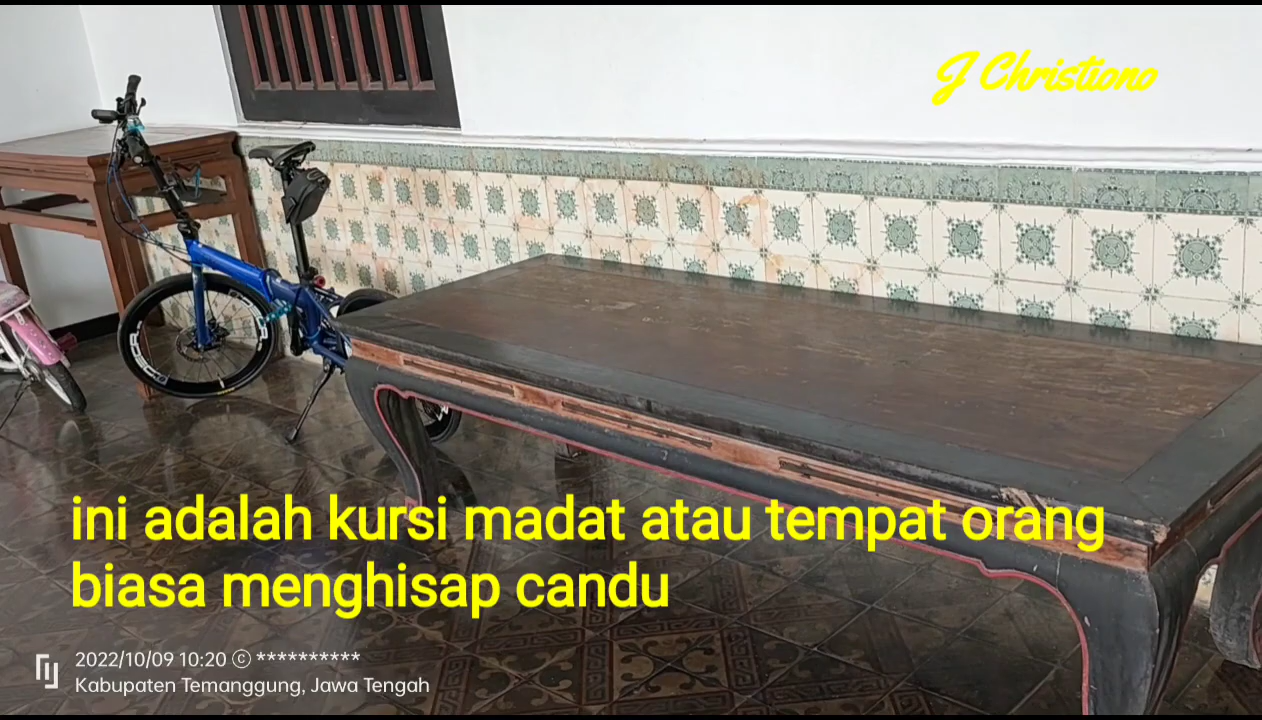 J Christiono
ini adalah kursi madat atau tempat orang
biasa menghisap candu
2022/10/09 10:20 ⓒ **********
Kabupaten Temanggung, Jawa Tengah